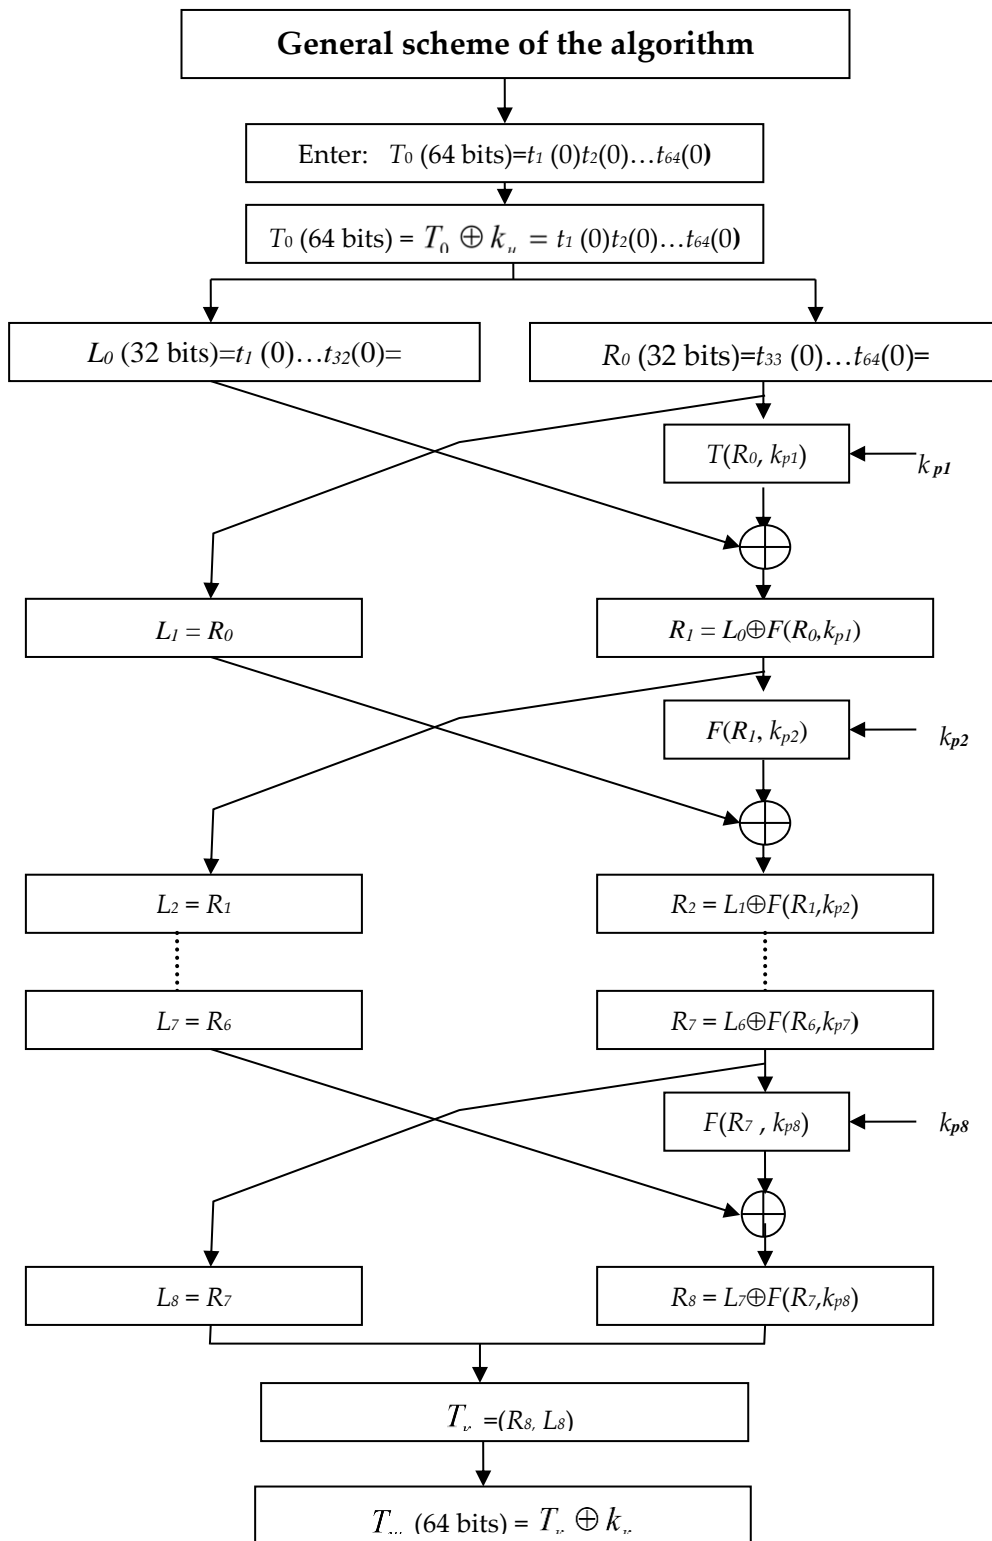 General scheme of the algorithm
Enter: T0 (64 bits)=t1 (0)t2(0)…t64(0)
T0 (64 bits) = T0 ⊕ k = t1 (0)t2(0)…t64(0)
L0 (32 bits)=t1 (0)…t32(0)=
R0 (32 bits)=t33 (0)…t64(0)=
T(R0, kp1)
kp1
L1 = R0
R1 = L0⊕F(R0,kp1)
F(R1, kp2)
kp2
L2 = R1
R2 = L1⊕F(R1,kp2)
L7 = R6
R7 = L6⊕F(R6,kp7)
F(R7 , kp8)
kp8
L8 = R7
R8 = L7⊕F(R7,kp8)
T =(R8, L8)
T (64 bits) = T ⊕ k